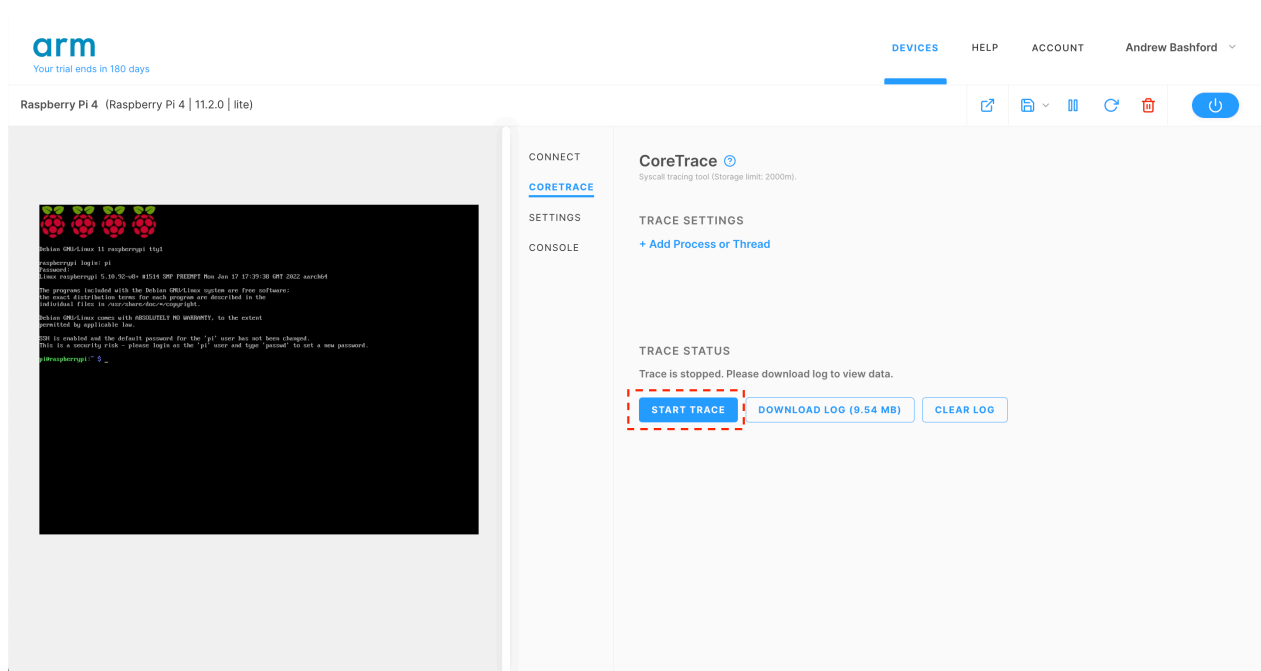 arm
Your trial ends in 180 days
DEVICES
HELP
ACCOUNT
Andrew Bashford
Raspberry Pi 4 (Raspberry Pi 4 | 11.2.0 | lite)
Debian GNU/Linux 11 raspberrypi tty1
raspberrypi login: pi
Password:
Linux raspberrypi 5.10.92-v8+ #1514 SMP PREEMPT Mon Jan 17 17:39:38 GMT 2022 aarch64
The programs included with the Debian GNU/Linux system are free software;
the exact distribution terms for each program are described in the
individual files in /usr/share/doc/*/copyright.
Debian GNU/Linux comes with ABSOLUTELY NO WARRANTY, to the extent
permitted by applicable law.
SSH is enabled and the default password for the 'pi' user has not been changed.
This is a security risk - please login as the 'pi' user and type 'passwd' to set a new password.
pi@raspberrypi:~ $ _
CONNECT
CORETRACE
SETTINGS
CONSOLE
CoreTrace
Syscall tracing tool (Storage limit: 2000m).
TRACE SETTINGS
+ Add Process or Thread
TRACE STATUS
Trace is stopped. Please download log to view data.
START TRACE
DOWNLOAD LOG (9.54 MB)
CLEAR LOG